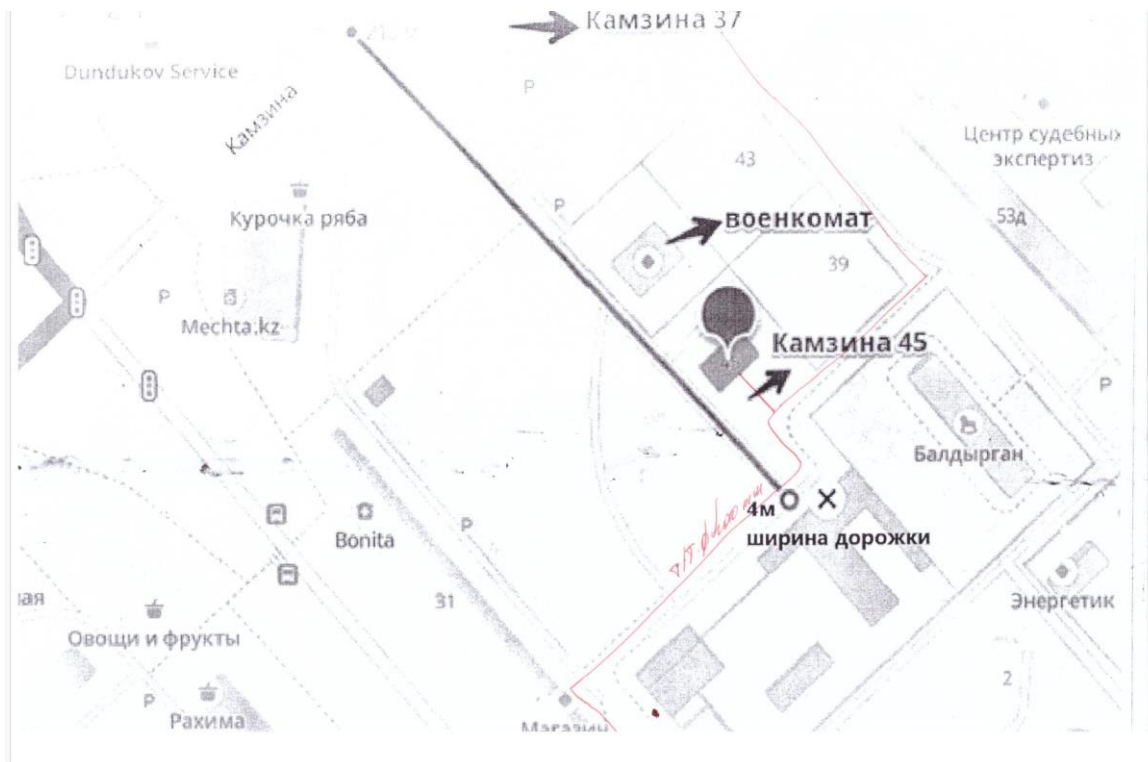 Камзина 37
Dundukov Service
Камзина
P
Центр судебных
экспертиз
43
Курочка ряба
P
военкомат
53д
39
P
Mechta.kz
Камзина 45
P
Балдырган
4м
ширина дорожки
P
Bonita
31
Энергетик
Овощи и фрукты
2
P
Рахима
Магазин